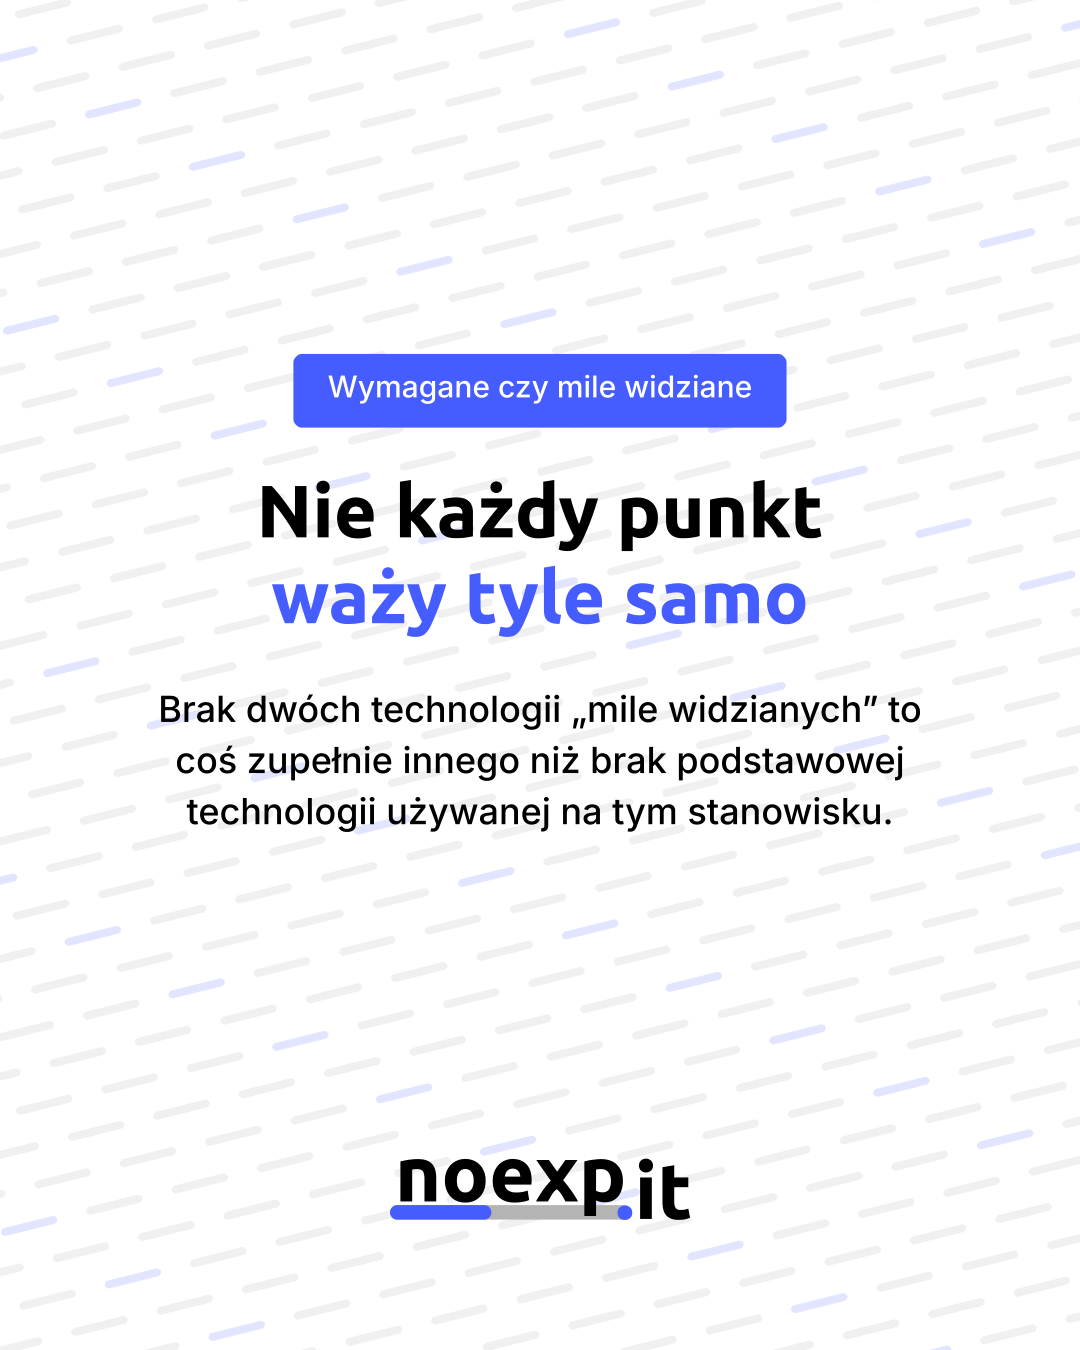 Wymagane czy mile widziane
Nie każdy punkt
waży tyle samo
Brak dwóch technologii „mile widzianych” to
coś zupełnie innego niż brak podstawowej
technologii używanej na tym stanowisku.
noexp.it